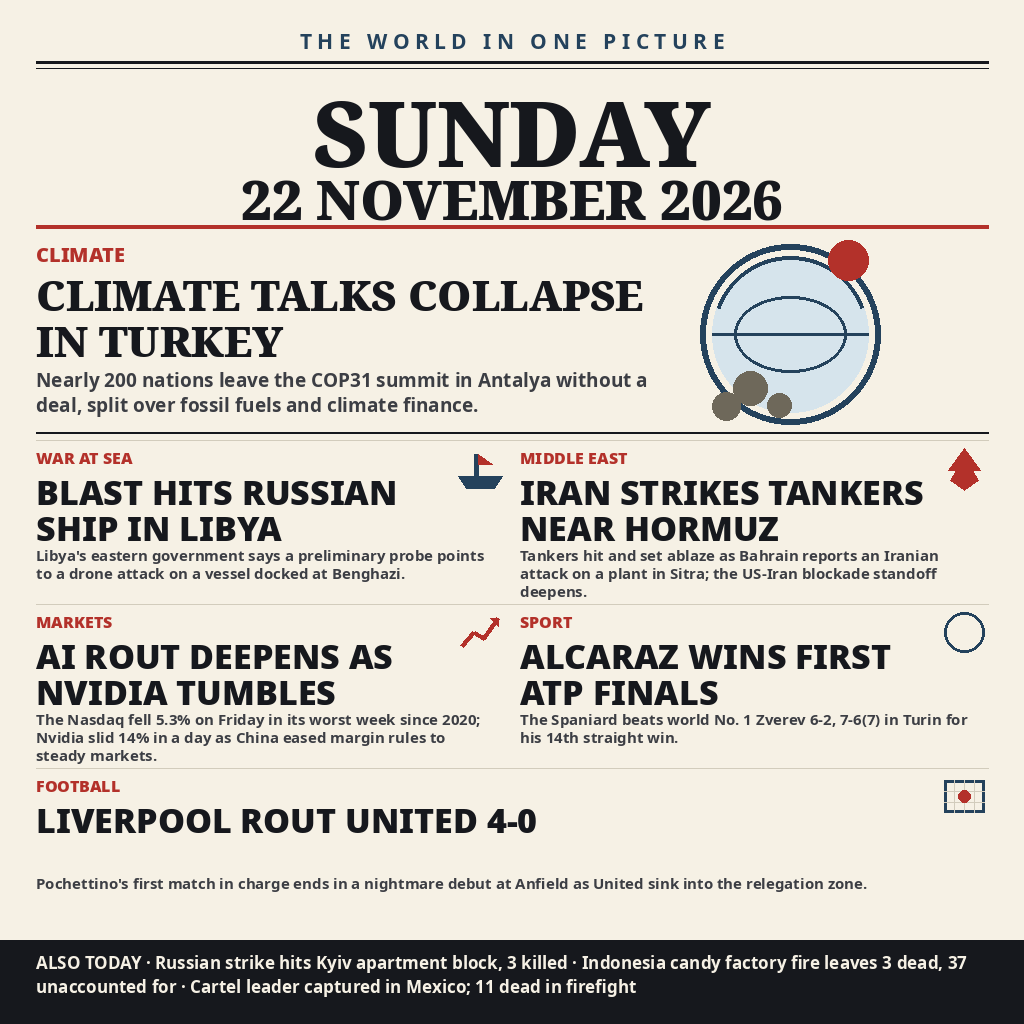 THE WORLD IN ONE PICTURE
SUNDAY
22 NOVEMBER 2026
CLIMATE
CLIMATE TALKS COLLAPSE
IN TURKEY
Nearly 200 nations leave the COP31 summit in Antalya without a
deal, split over fossil fuels and climate finance.
WAR AT SEA
BLAST HITS RUSSIAN
SHIP IN LIBYA
Libya's eastern government says a preliminary probe points
to a drone attack on a vessel docked at Benghazi.
MIDDLE EAST
IRAN STRIKES TANKERS
NEAR HORMUZ
Tankers hit and set ablaze as Bahrain reports an Iranian
attack on a plant in Sitra; the US-Iran blockade standoff
deepens.
MARKETS
AI ROUT DEEPENS AS
NVIDIA TUMBLES
The Nasdaq fell 5.3% on Friday in its worst week since 2020;
Nvidia slid 14% in a day as China eased margin rules to
steady markets.
SPORT
ALCARAZ WINS FIRST
ATP FINALS
The Spaniard beats world No. 1 Zverev 6-2, 7-6(7) in Turin for
his 14th straight win.
FOOTBALL
LIVERPOOL ROUT UNITED 4-0
Pochettino's first match in charge ends in a nightmare debut at Anfield as United sink into the relegation zone.
ALSO TODAY · Russian strike hits Kyiv apartment block, 3 killed · Indonesia candy factory fire leaves 3 dead, 37
unaccounted for · Cartel leader captured in Mexico; 11 dead in firefight